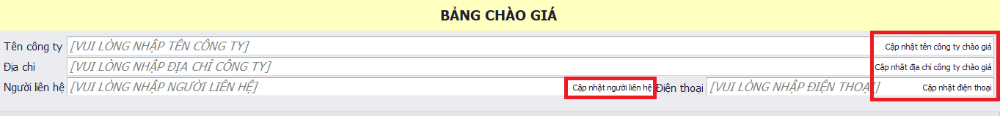 BẢNG CHÀO GIÁ
Tên công ty [VUI LÒNG NHẬP TÊN CÔNG TY] Cập nhật tên công ty chào giá
Địa chỉ [VUI LÒNG NHẬP ĐỊA CHỈ CÔNG TY] Cập nhật địa chỉ công ty chào giá
Người liên hệ [VUI LÒNG NHẬP NGƯỜI LIÊN HỆ] Cập nhật người liên hệ Điện thoại [VUI LÒNG NHẬP ĐIỆN THOẠI] Cập nhật điện thoại